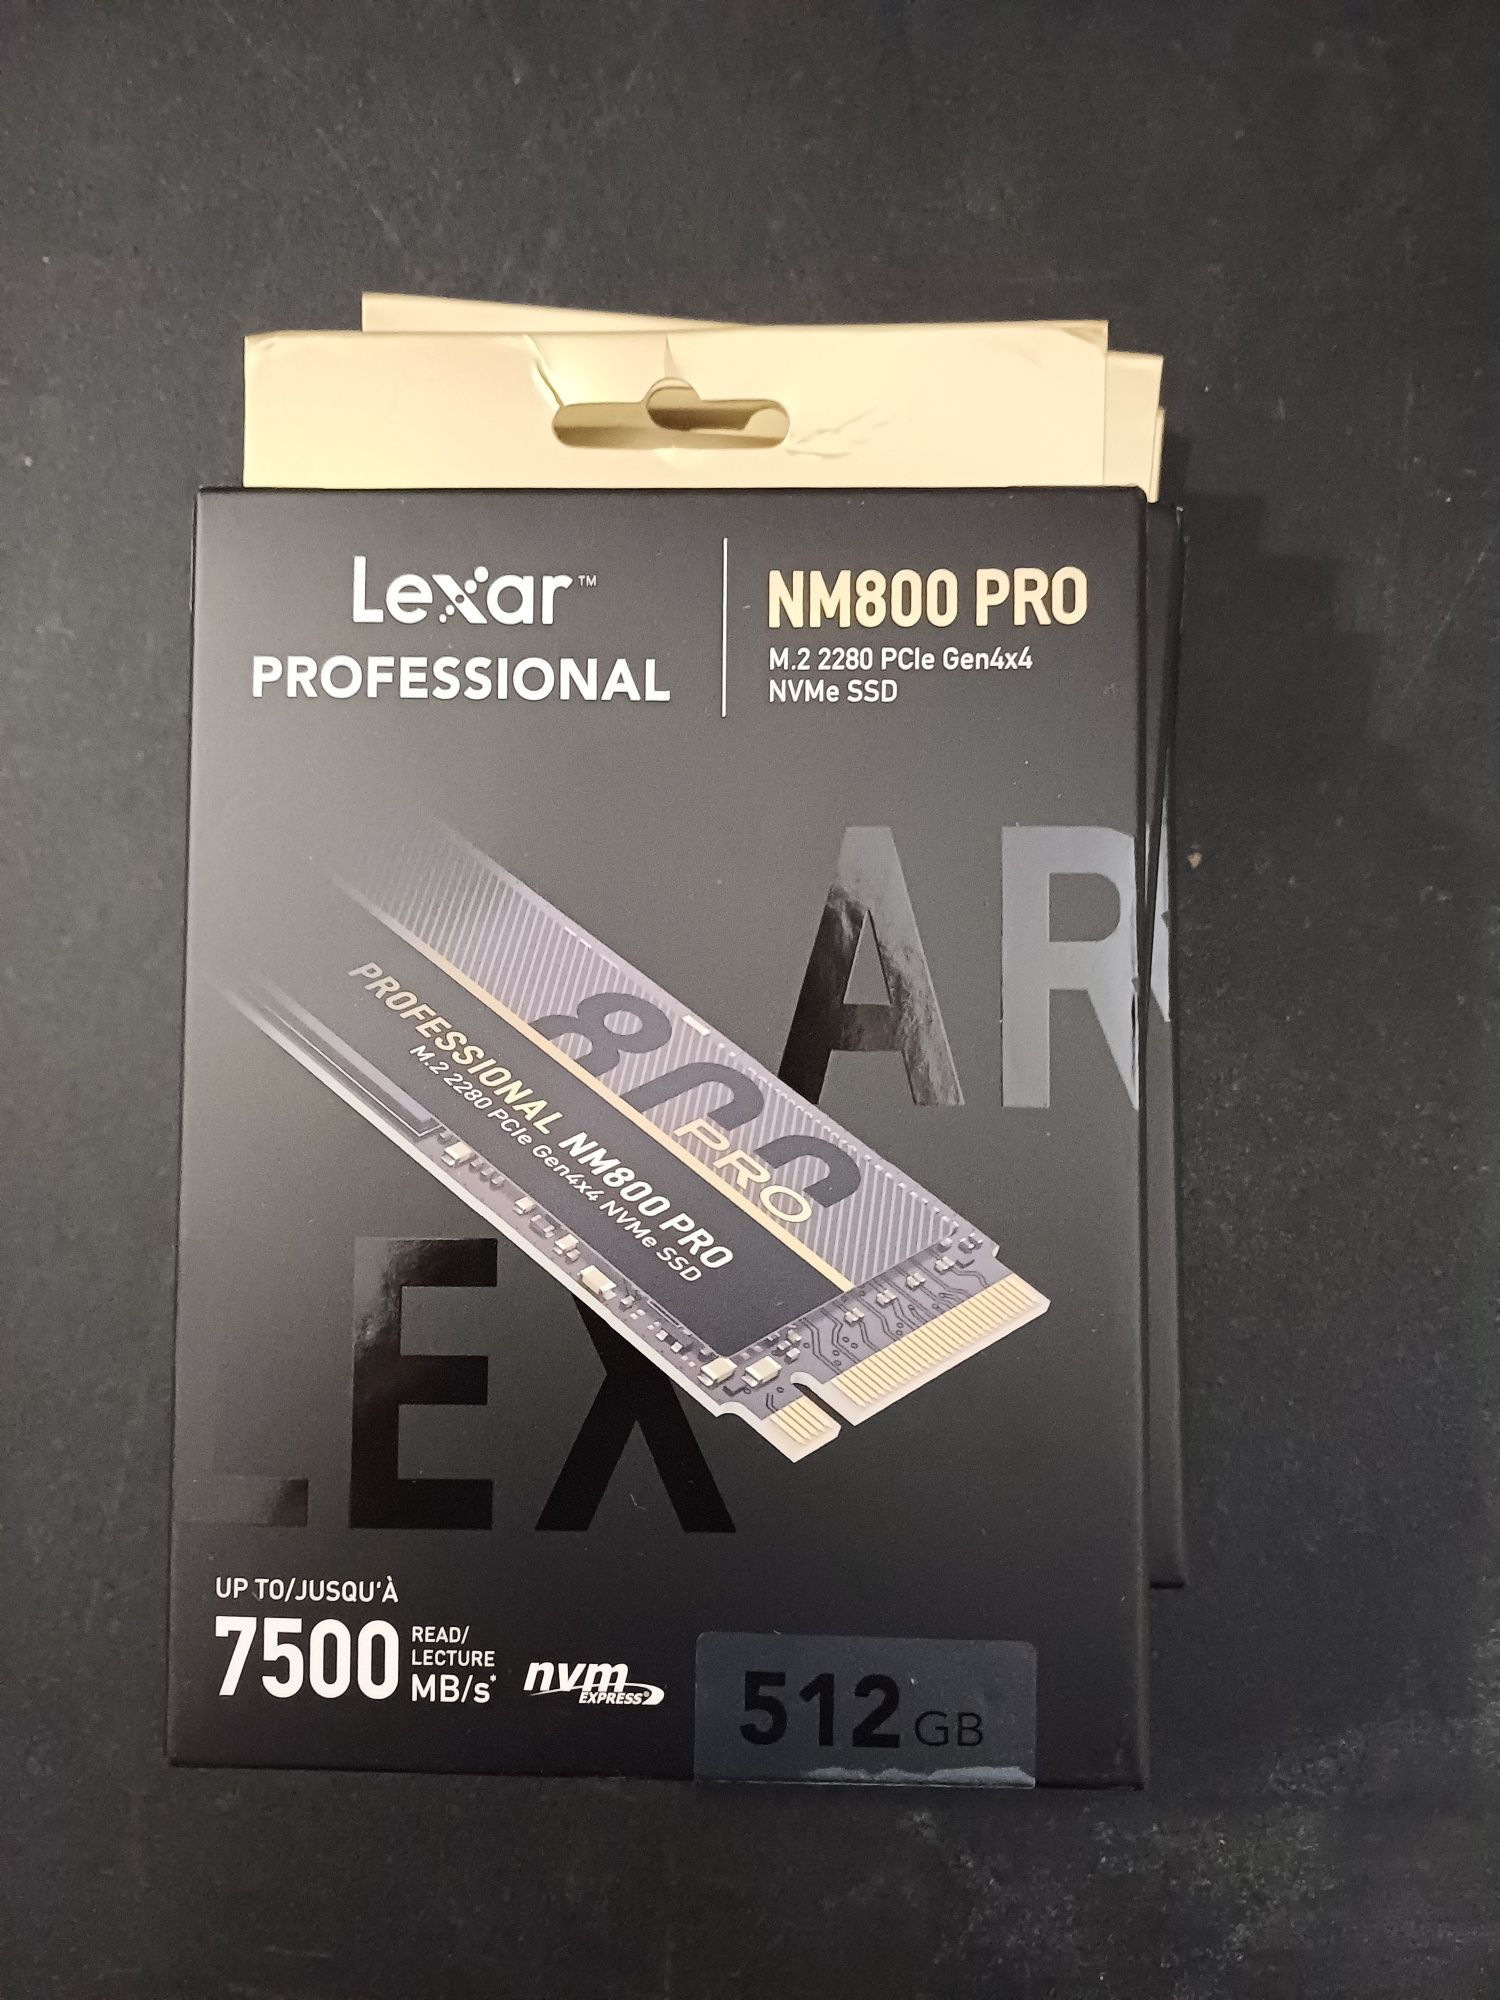 Lexar™
PROFESSIONAL
NM800 PRO
M.2 2280 PCIe Gen4x4
NVMe SSD
AR
800
PRO
PROFESSIONAL NM800 PRO
M.2 2280 PCIe Gen4x4 NVMe SSD
LEX
UP TO/JUSQU'À
7500
READ/
LECTURE
MB/s*
nvm
EXPRESS®
512 GB